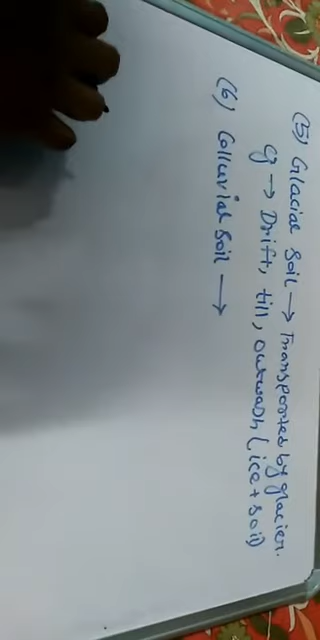 (5) Glacial Soil → Transported by glacier.
eg → Drift, till, outwash (ice + soil)
(6) Colluvial Soil →